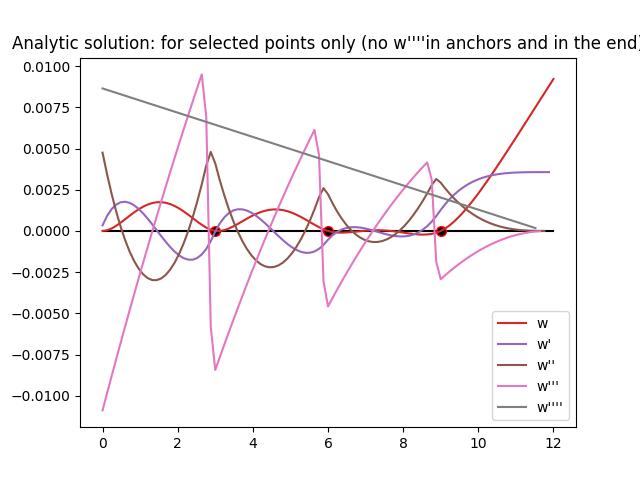 Analytic solution: for selected points only (no w''''in anchors and in the end)
0.0100
0.0075
0.0050
0.0025
0.0000
−0.0025
−0.0050
−0.0075
−0.0100
0 2 4 6 8 10 12
w
w'
w''
w'''
w''''